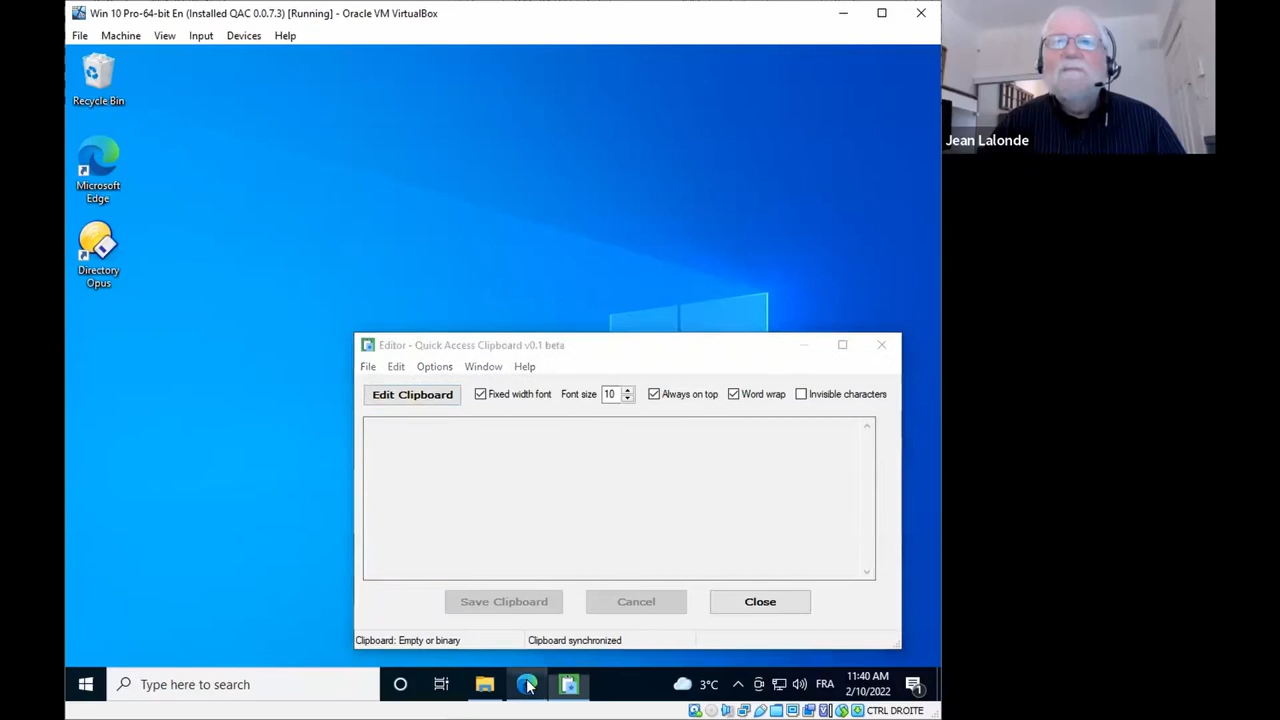 Win 10 Pro-64-bit En (Installed QAC 0.0.7.3) [Running] - Oracle VM VirtualBox
File Machine View Input Devices Help
Recycle Bin
Microsoft
Edge
Directory
Opus
Jean Lalonde
Editor - Quick Access Clipboard v0.1 beta
File Edit Options Window Help
Edit Clipboard Fixed width font Font size 10 Always on top Word wrap Invisible characters
Save Clipboard Cancel Close
Clipboard: Empty or binary Clipboard synchronized
Type here to search 3°C FRA 11:40 AM
2/10/2022 1
CTRL DROITE